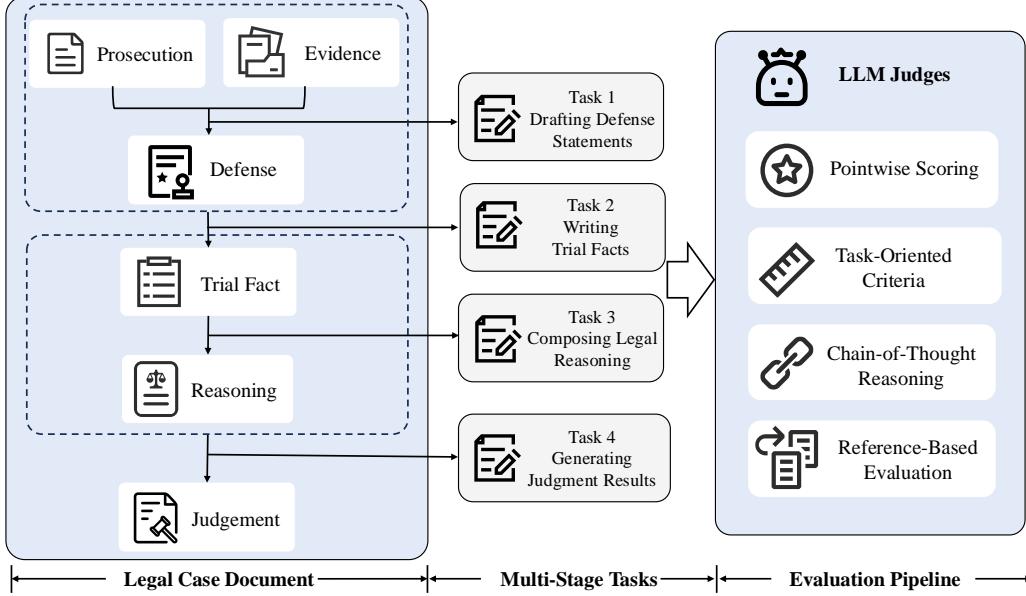 Prosecution
Evidence
Defense
Trial Fact
Reasoning
Judgement
Task 1
Drafting Defense
Statements
Task 2
Writing
Trial Facts
Task 3
Composing Legal
Reasoning
Task 4
Generating
Judgment Results
LLM Judges
Pointwise Scoring
Task-Oriented
Criteria
Chain-of-Thought
Reasoning
Reference-Based
Evaluation
Legal Case Document
Multi-Stage Tasks
Evaluation Pipeline